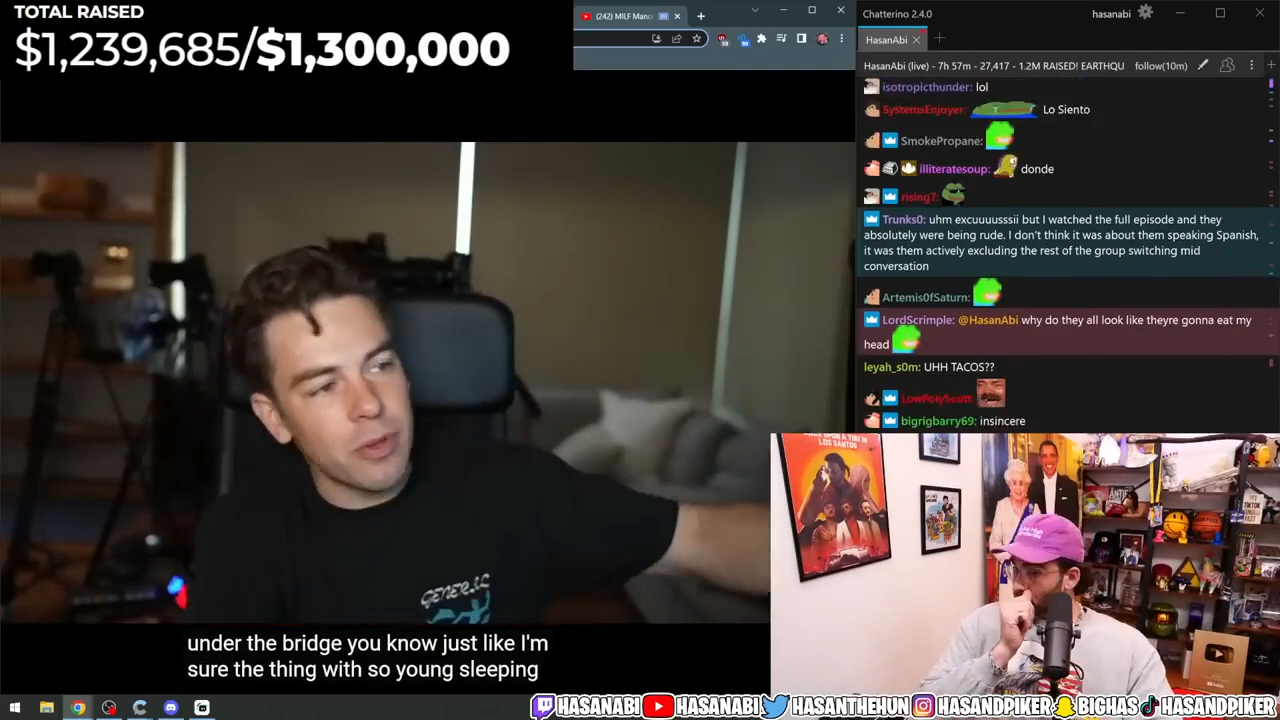 TOTAL RAISED
$1,239,685/$1,300,000
(242) MILF Mano
Chatterino 2.4.0
hasanabi
HasanAbi
HasanAbi (live) - 7h 57m - 27,417 - 1.2M RAISED! EARTHQU
follow(10m)
isotropicthunder: lol
SystemsEnjoyer: Lo Siento
SmokePropane:
illiteratesoup: donde
rising7:
Trunks0: uhm excuuuusssii but I watched the full episode and they
absolutely were being rude. I don't think it was about them speaking Spanish,
it was them actively excluding the rest of the group switching mid
conversation
Artemis0fSaturn:
LordScrimple: @HasanAbi why do they all look like theyre gonna eat my
head
leyah_s0m: UHH TACOS??
LowPolyScott:
bigrigbarry69: insincere
LOS SANTOS
GENERAL
under the bridge you know just like I'm
sure the thing with so young sleeping
HASANABI
HASANABI
HASANTHEHUN
HASANDPIKER
BIGHAS
HASANDPIKER